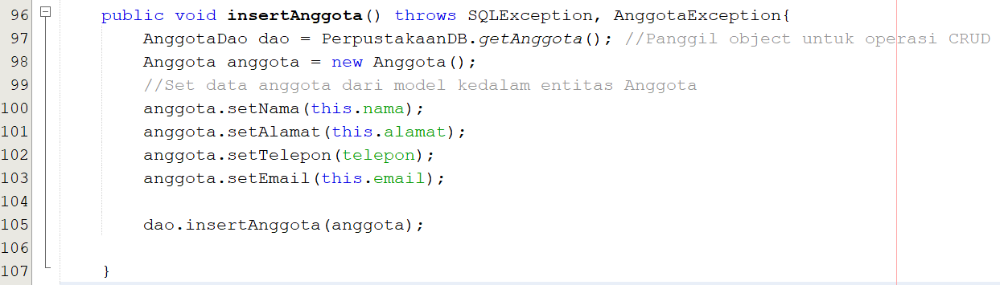 96 public void insertAnggota() throws SQLException, AnggotaException{
97 AnggotaDao dao = PerpustakaanDB.getAnggota(); //Panggil object untuk operasi CRUD
98 Anggota anggota = new Anggota();
99 //Set data anggota dari model kedalam entitas Anggota
100 anggota.setNama(this.nama);
101 anggota.setAlamat(this.alamat);
102 anggota.setTelepon(telepon);
103 anggota.setEmail(this.email);
104
105 dao.insertAnggota(anggota);
106
107 }